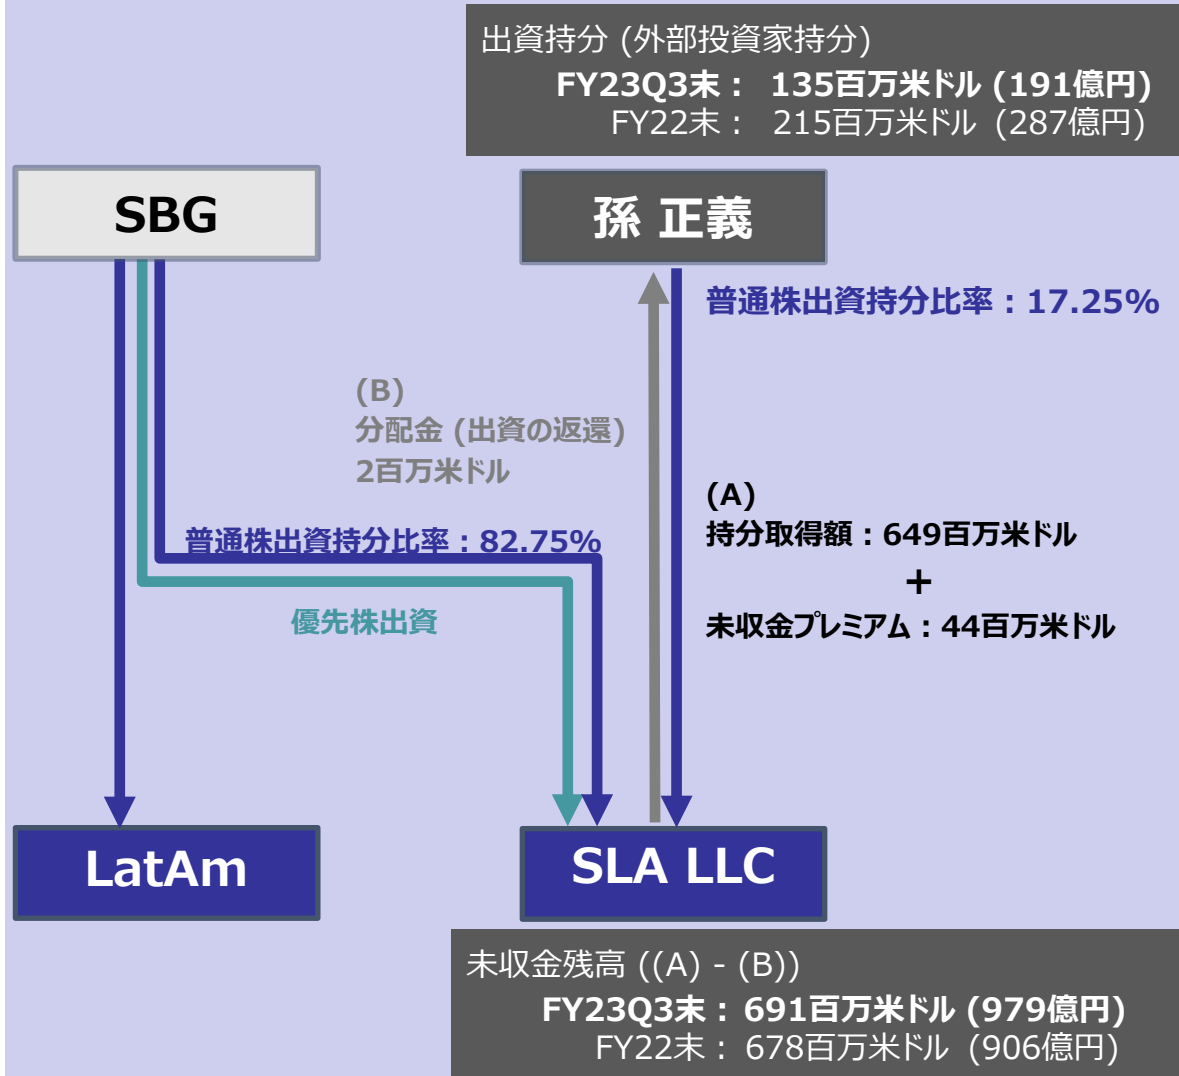 出資持分 (外部投資家持分)
FY23Q3末： 135百万米ドル (191億円)
FY22末： 215百万米ドル (287億円)
SBG
孫 正義
普通株出資持分比率：17.25%
(B)
分配金 (出資の返還)
2百万米ドル
(A)
持分取得額：649百万米ドル
+
未収金プレミアム：44百万米ドル
普通株出資持分比率：82.75%
優先株出資
LatAm
SLA LLC
未収金残高 ((A) - (B))
FY23Q3末：691百万米ドル (979億円)
FY22末：678百万米ドル (906億円)